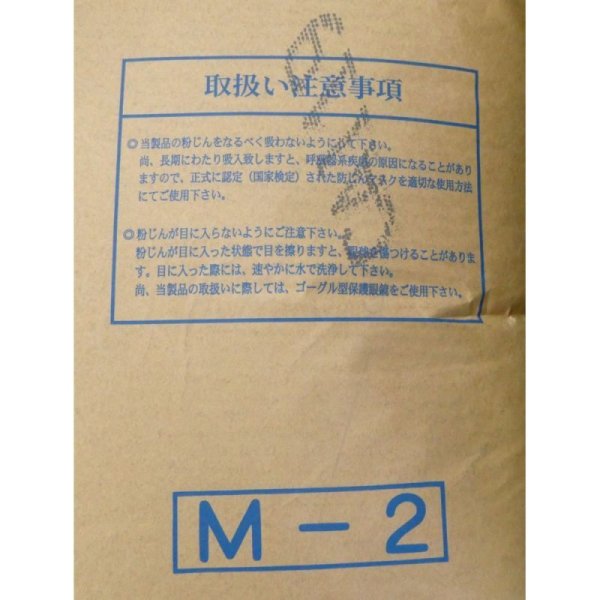 取扱い注意事項
◎当製品の粉じんをなるべく吸わないようにして下さい。
尚、長期にわたり吸入致しますと、呼吸器系疾患の原因になることがあり
ますので、正式に認定（国家検定）された防じんマスクを適切な使用方法
にてご使用下さい。
◎粉じんが目に入らないようにご注意下さい。
粉じんが目に入った状態で目を擦りますと、眼球を傷つけることがありま
す。目に入った際には、速やかに水で洗浄して下さい。
尚、当製品の取扱いに際しては、ゴーグル型保護眼鏡をご使用下さい。
M－2